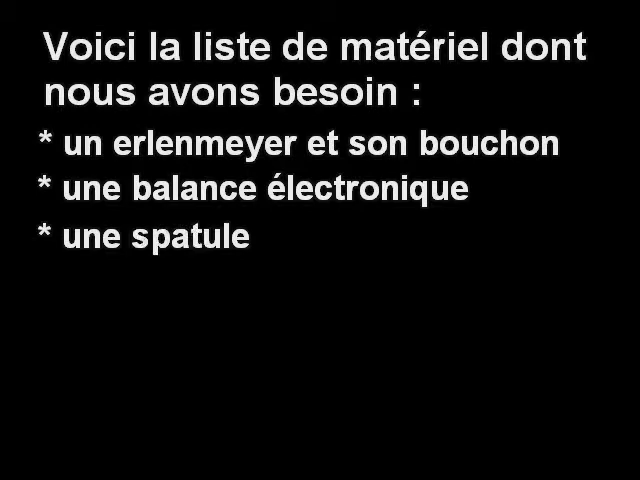 Voici la liste de matériel dont
nous avons besoin :
* un erlenmeyer et son bouchon
* une balance électronique
* une spatule